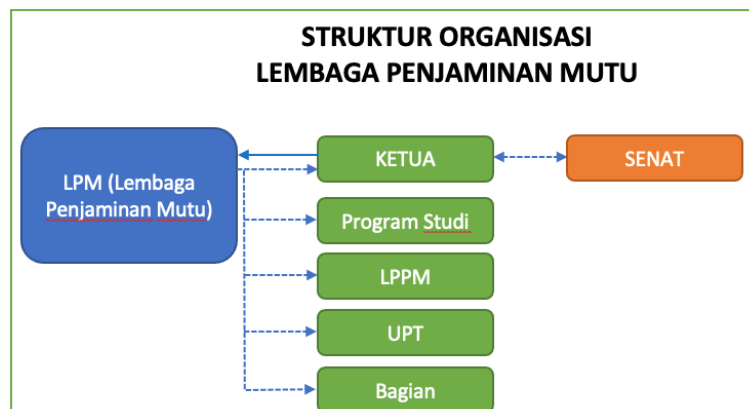 STRUKTUR ORGANISASI
LEMBAGA PENJAMINAN MUTU
LPM (Lembaga
Penjaminan Mutu)
KETUA
SENAT
Program Studi
LPPM
UPT
Bagian